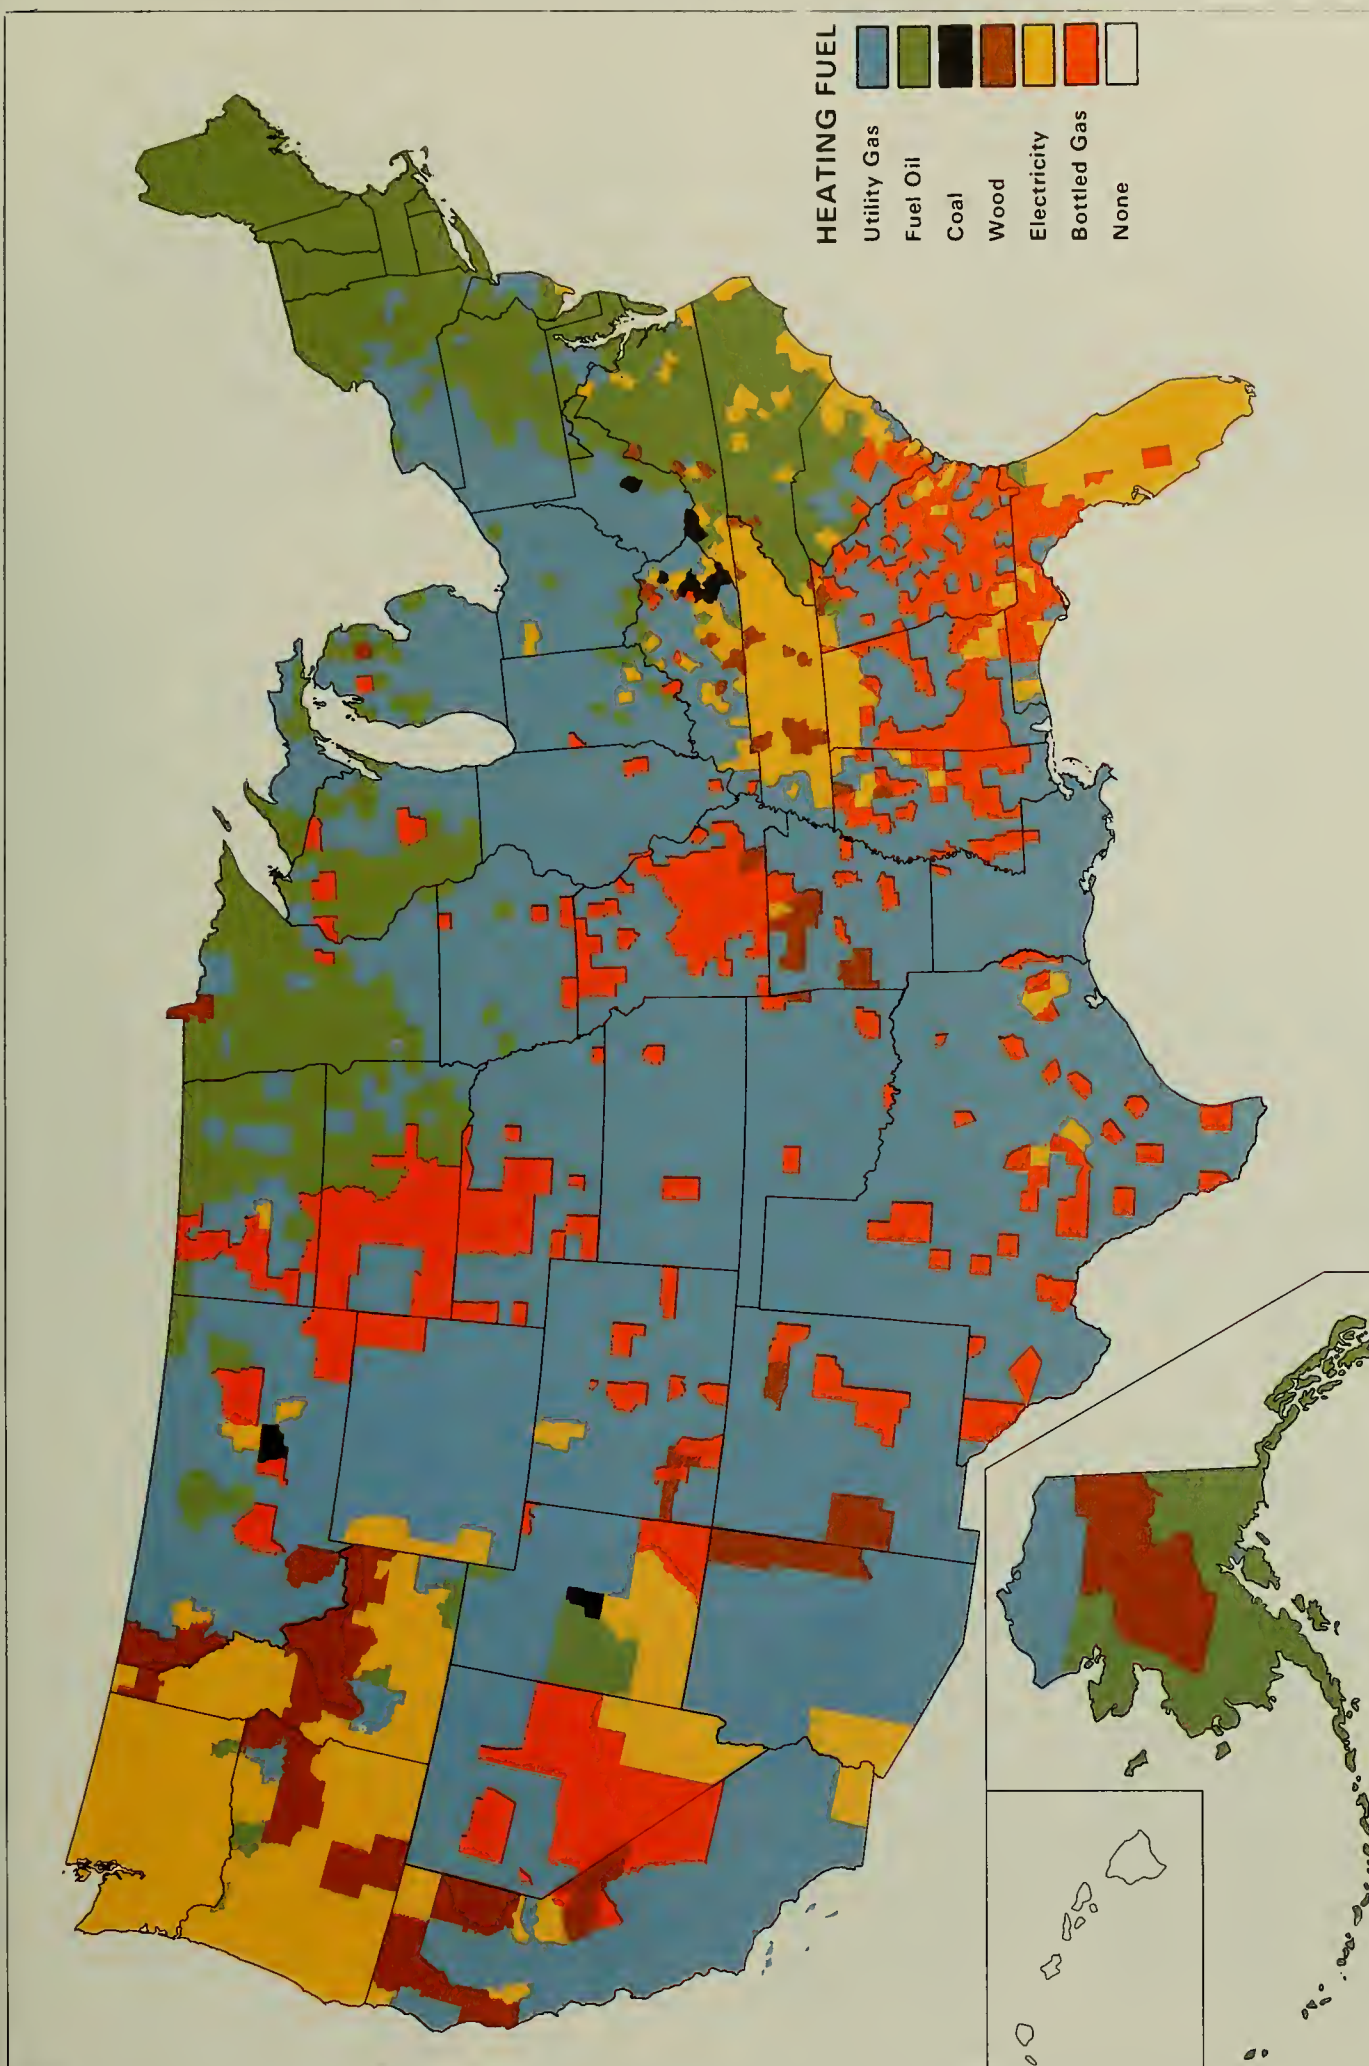 HEATING FUEL
Utility Gas
Fuel Oil
Coal
Wood
Electricity
Bottled Gas
None